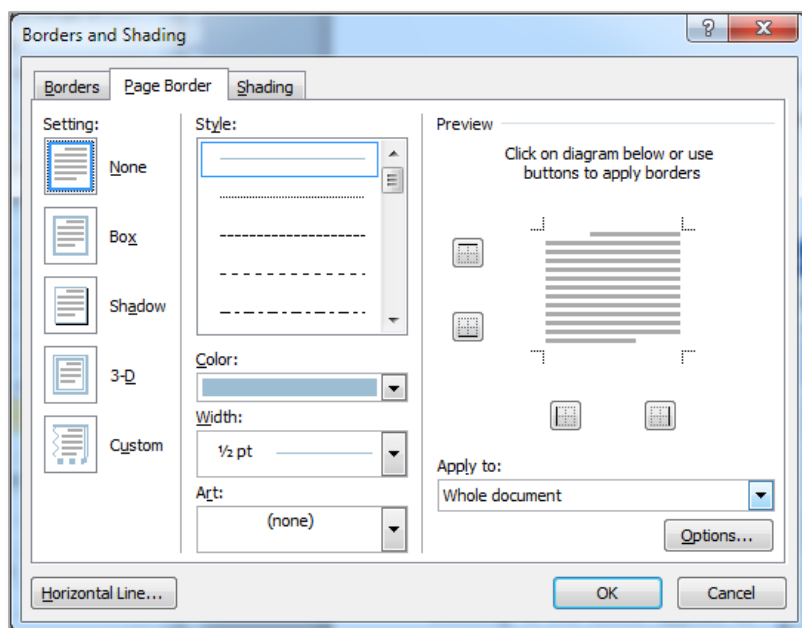 Borders and Shading
?
X
Borders
Page Border
Shading
Setting:
None
Box
Shadow
3-D
Custom
Style:
Color:
Width:
½ pt
Art:
(none)
Preview
Click on diagram below or use
buttons to apply borders
Apply to:
Whole document
Options...
Horizontal Line...
OK
Cancel